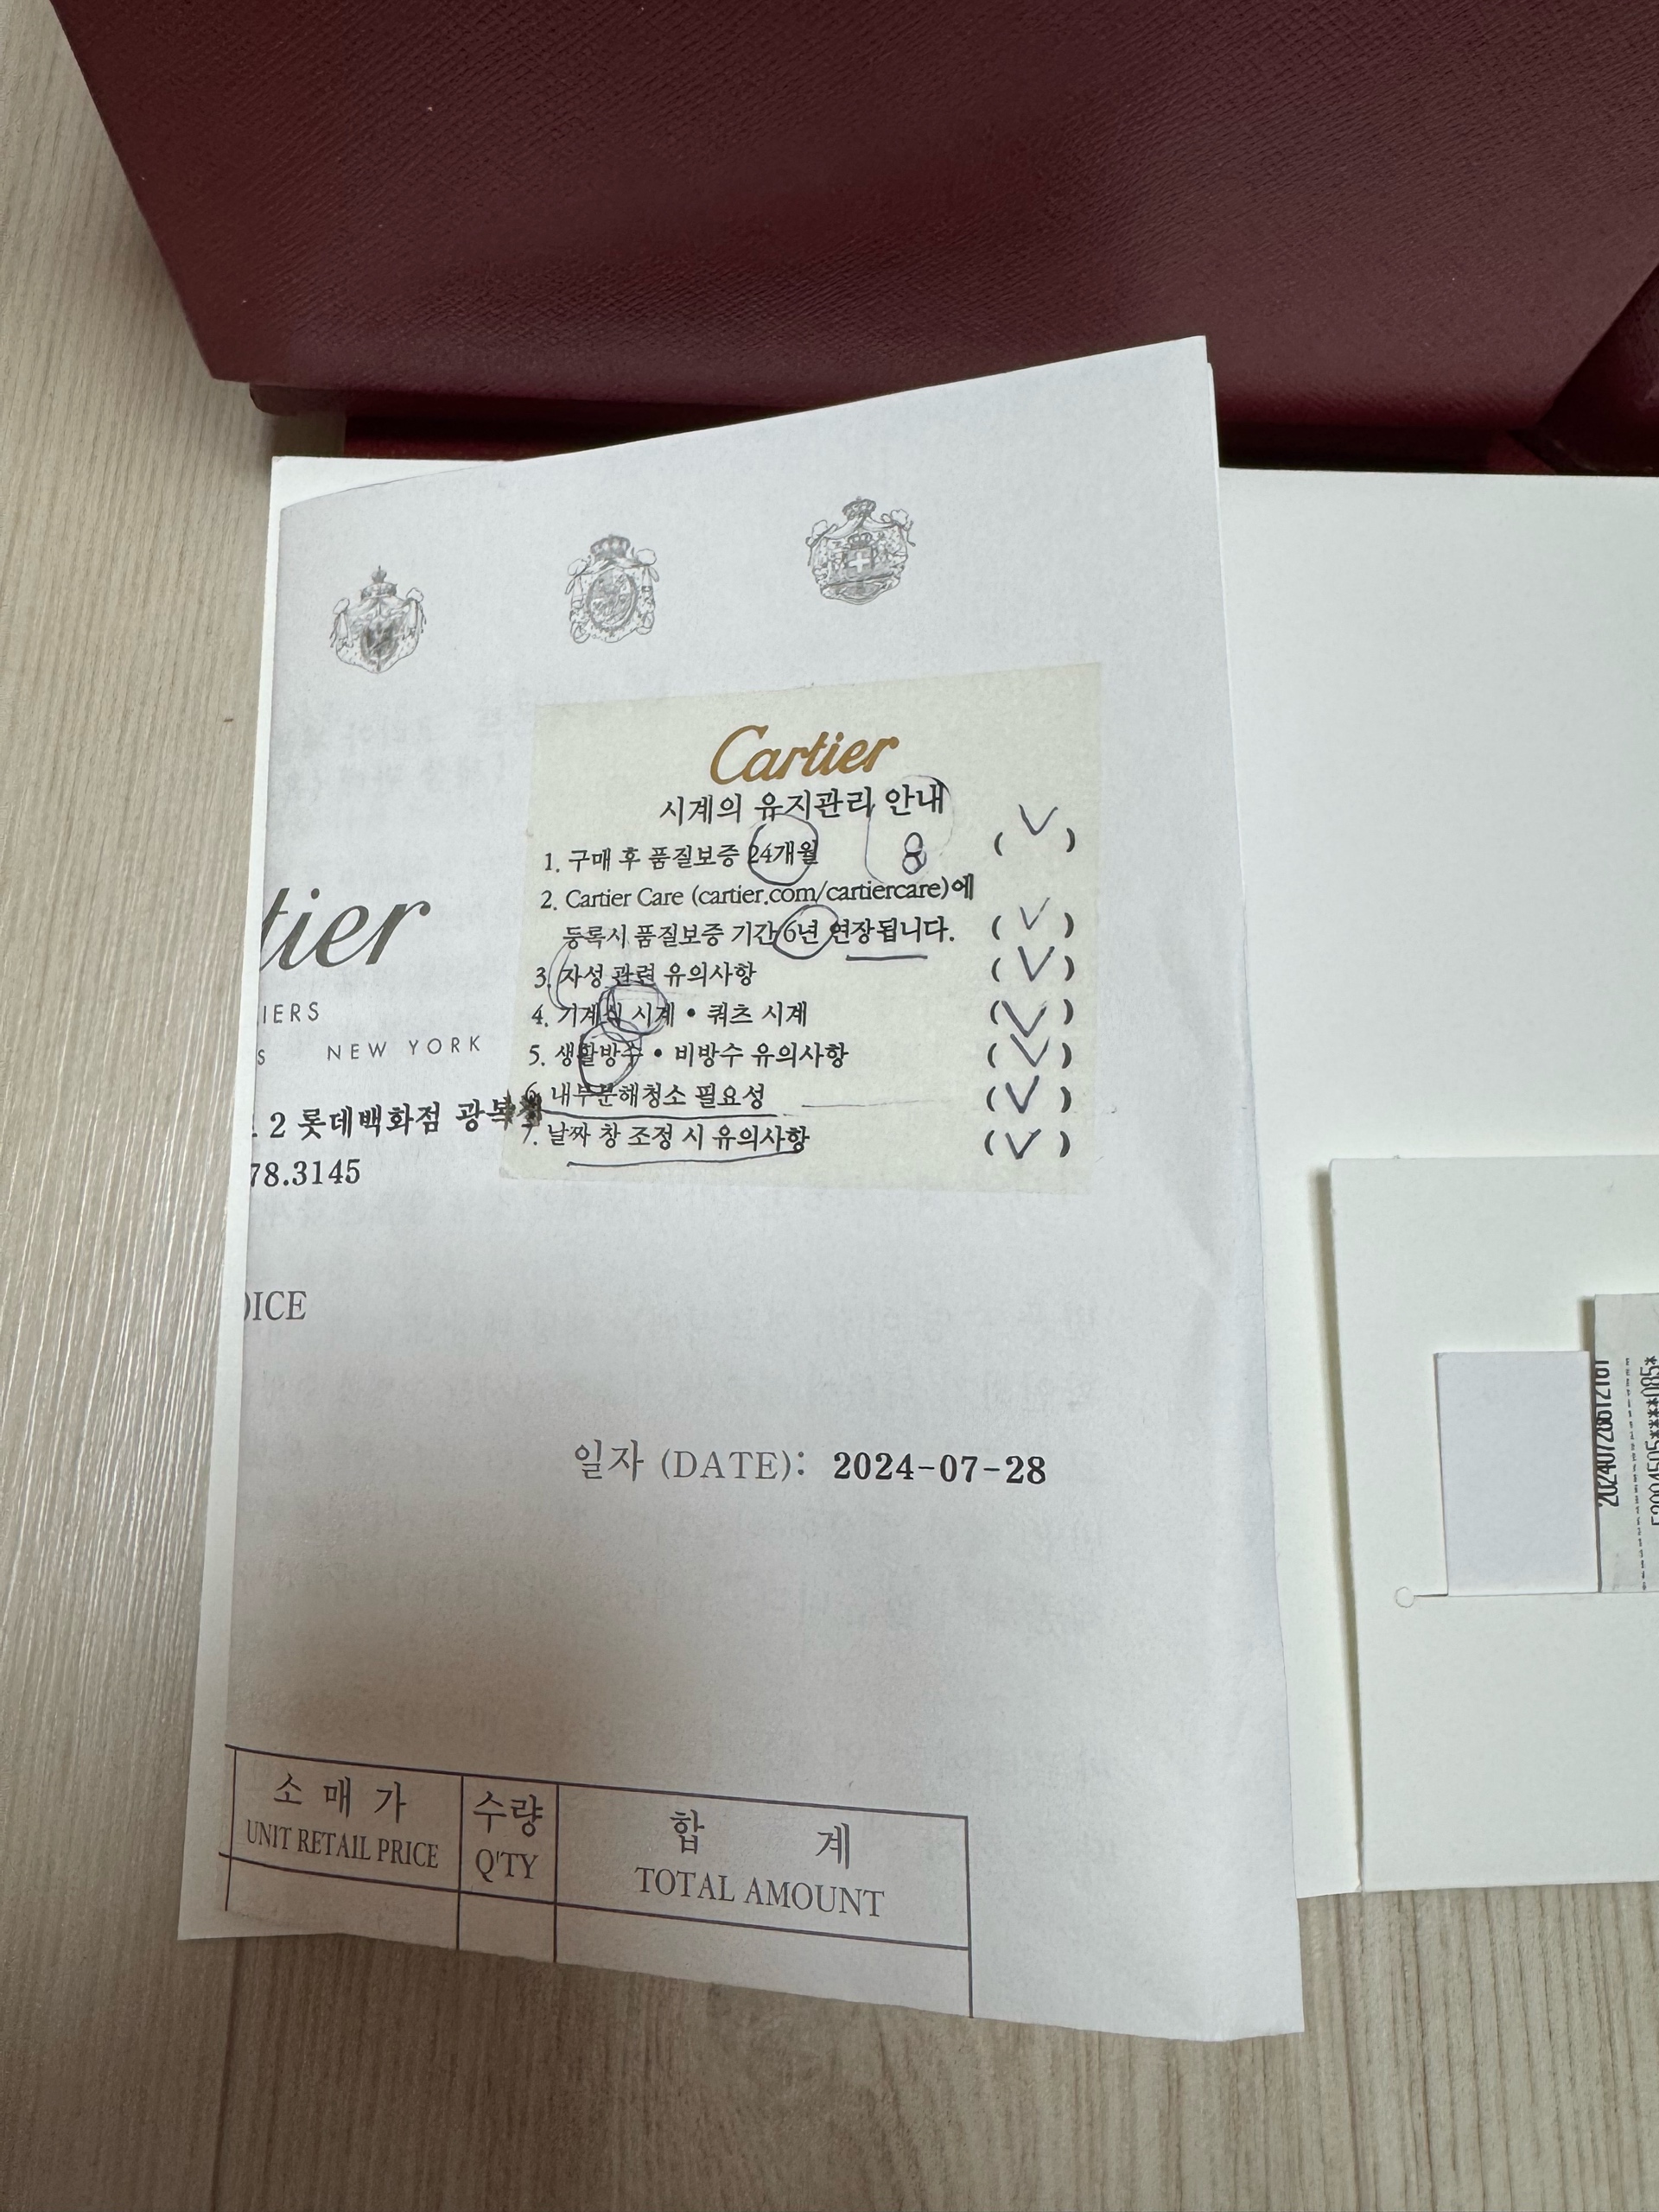 Cartier
시계의 유지관리 안내
1. 구매 후 품질보증 24개월 8 (V)
2. Cartier Care (cartier.com/cartiercare)에
등록시 품질보증 기간 6년 연장됩니다. (V)
3. 자성 관련 유의사항 (V)
4. 기계식 시계 • 쿼츠 시계 (V)
5. 생활방수 • 비방수 유의사항 (V)
6. 내부분해청소 필요성 (V)
7. 날짜 창 조정 시 유의사항 (V)
tier
IERS
S NEW YORK
2 롯데백화점 광복점
78.3145
OICE
일자 (DATE): 2024-07-28
소매가 수량 합 계
UNIT RETAIL PRICE Q'TY TOTAL AMOUNT